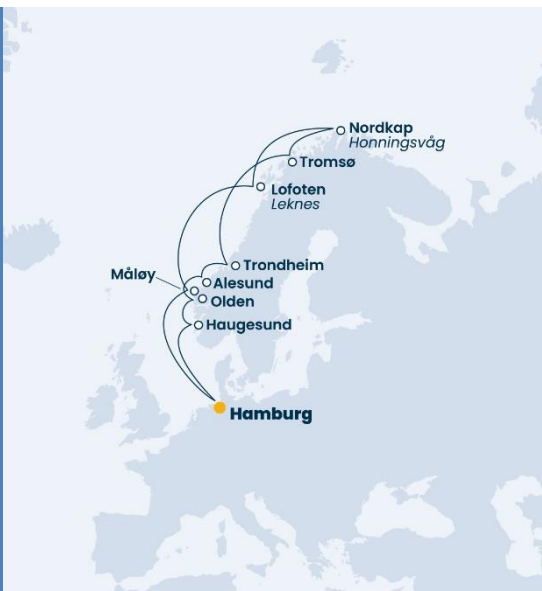 Nordkap
Honningsvåg
Tromsø
Lofoten
Leknes
Trondheim
Måløy
Alesund
Olden
Haugesund
Hamburg